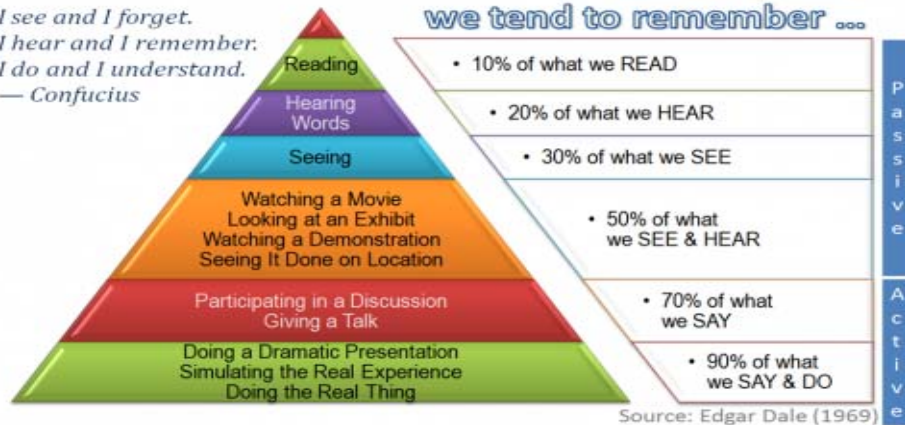 I see and I forget.
I hear and I remember.
I do and I understand.
— Confucius
we tend to remember ...
Reading
• 10% of what we READ
Hearing
Words
• 20% of what we HEAR
Seeing
• 30% of what we SEE
Watching a Movie
Looking at an Exhibit
Watching a Demonstration
Seeing It Done on Location
• 50% of what
we SEE & HEAR
Passive
Participating in a Discussion
Giving a Talk
• 70% of what
we SAY
Doing a Dramatic Presentation
Simulating the Real Experience
Doing the Real Thing
• 90% of what
we SAY & DO
Active
Source: Edgar Dale (1969)